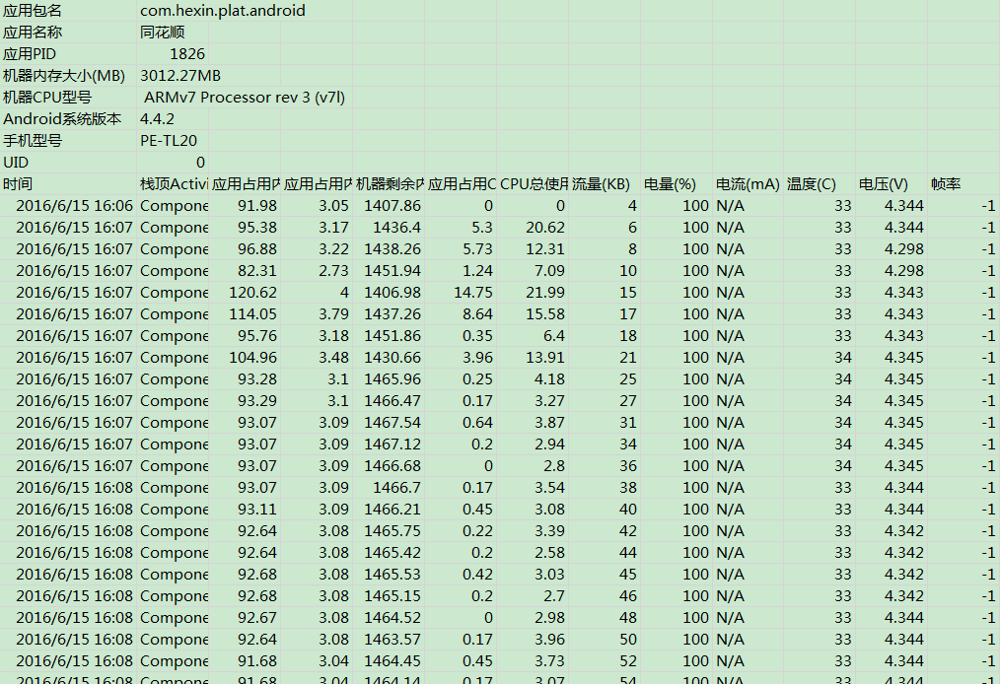 应用包名 com.hexin.plat.android
应用名称 同花顺
应用PID 1826
机器内存大小(MB) 3012.27MB
机器CPU型号 ARMv7 Processor rev 3 (v7l)
Android系统版本 4.4.2
手机型号 PE-TL20
UID 0
时间 栈顶Activi 应用占用内 应用占用内 机器剩余内 应用占用C CPU总使用 流量(KB) 电量(%) 电流(mA) 温度(C) 电压(V) 帧率
2016/6/15 16:06 Compone 91.98 3.05 1407.86 0 0 4 100 N/A 33 4.344 -1
2016/6/15 16:07 Compone 95.38 3.17 1436.4 5.3 20.62 6 100 N/A 33 4.344 -1
2016/6/15 16:07 Compone 96.88 3.22 1438.26 5.73 12.31 8 100 N/A 33 4.298 -1
2016/6/15 16:07 Compone 82.31 2.73 1451.94 1.24 7.09 10 100 N/A 33 4.298 -1
2016/6/15 16:07 Compone 120.62 4 1406.98 14.75 21.99 15 100 N/A 33 4.343 -1
2016/6/15 16:07 Compone 114.05 3.79 1437.26 8.64 15.58 17 100 N/A 33 4.343 -1
2016/6/15 16:07 Compone 95.76 3.18 1451.86 0.35 6.4 18 100 N/A 33 4.343 -1
2016/6/15 16:07 Compone 104.96 3.48 1430.66 3.96 13.91 21 100 N/A 34 4.345 -1
2016/6/15 16:07 Compone 93.28 3.1 1465.96 0.25 4.18 25 100 N/A 34 4.345 -1
2016/6/15 16:07 Compone 93.29 3.1 1466.47 0.17 3.27 27 100 N/A 34 4.345 -1
2016/6/15 16:07 Compone 93.07 3.09 1467.54 0.64 3.87 31 100 N/A 34 4.345 -1
2016/6/15 16:07 Compone 93.07 3.09 1467.12 0.2 2.94 34 100 N/A 34 4.345 -1
2016/6/15 16:07 Compone 93.07 3.09 1466.68 0 2.8 36 100 N/A 34 4.345 -1
2016/6/15 16:08 Compone 93.07 3.09 1466.7 0.17 3.54 38 100 N/A 33 4.344 -1
2016/6/15 16:08 Compone 93.11 3.09 1466.21 0.45 3.08 40 100 N/A 33 4.344 -1
2016/6/15 16:08 Compone 92.64 3.08 1465.75 0.22 3.39 42 100 N/A 33 4.342 -1
2016/6/15 16:08 Compone 92.64 3.08 1465.42 0.2 2.58 44 100 N/A 33 4.342 -1
2016/6/15 16:08 Compone 92.68 3.08 1465.53 0.42 3.03 45 100 N/A 33 4.342 -1
2016/6/15 16:08 Compone 92.68 3.08 1465.15 0.2 2.7 46 100 N/A 33 4.342 -1
2016/6/15 16:08 Compone 92.67 3.08 1464.52 0 2.98 48 100 N/A 33 4.344 -1
2016/6/15 16:08 Compone 92.64 3.08 1463.57 0.17 3.96 50 100 N/A 33 4.344 -1
2016/6/15 16:08 Compone 91.68 3.04 1464.45 0.45 3.73 52 100 N/A 33 4.344 -1
2016/6/15 16:08 Compone 91.68 3.04 1464.14 0.17 3.07 54 100 N/A 33 4.344 -1